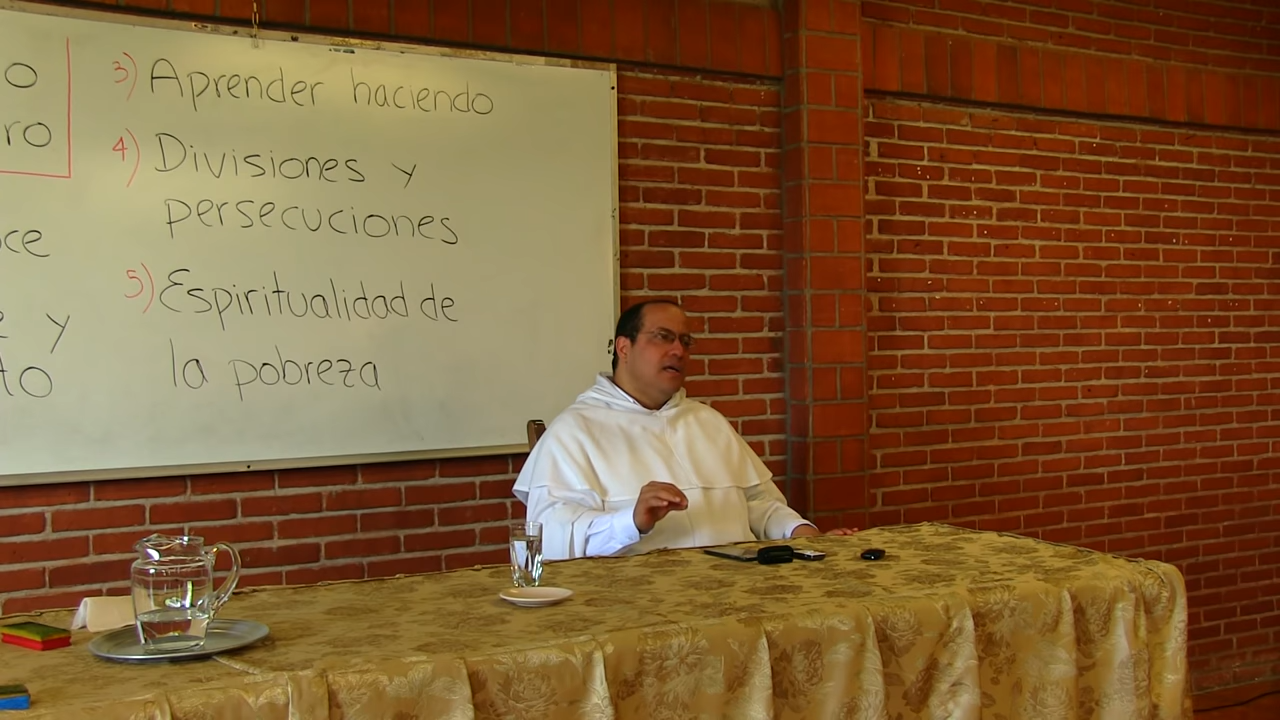 3) Aprender haciendo
4) Divisiones y
persecuciones
5) Espiritualidad de
la pobreza